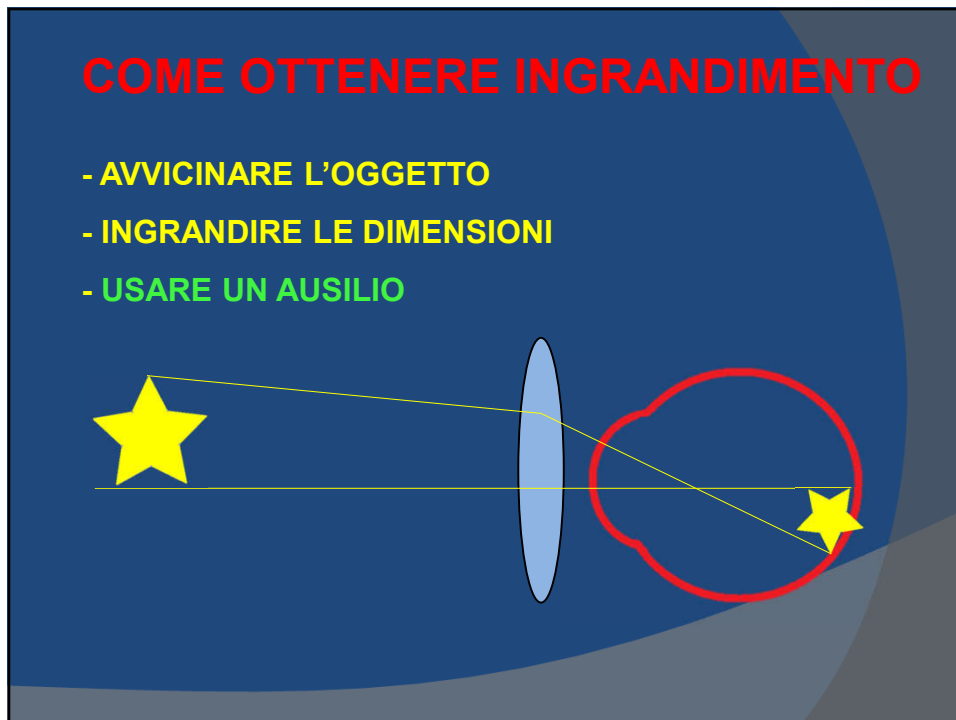 COME OTTENERE INGRANDIMENTO
- AVVICINARE L’OGGETTO
- INGRANDIRE LE DIMENSIONI
- USARE UN AUSILIO